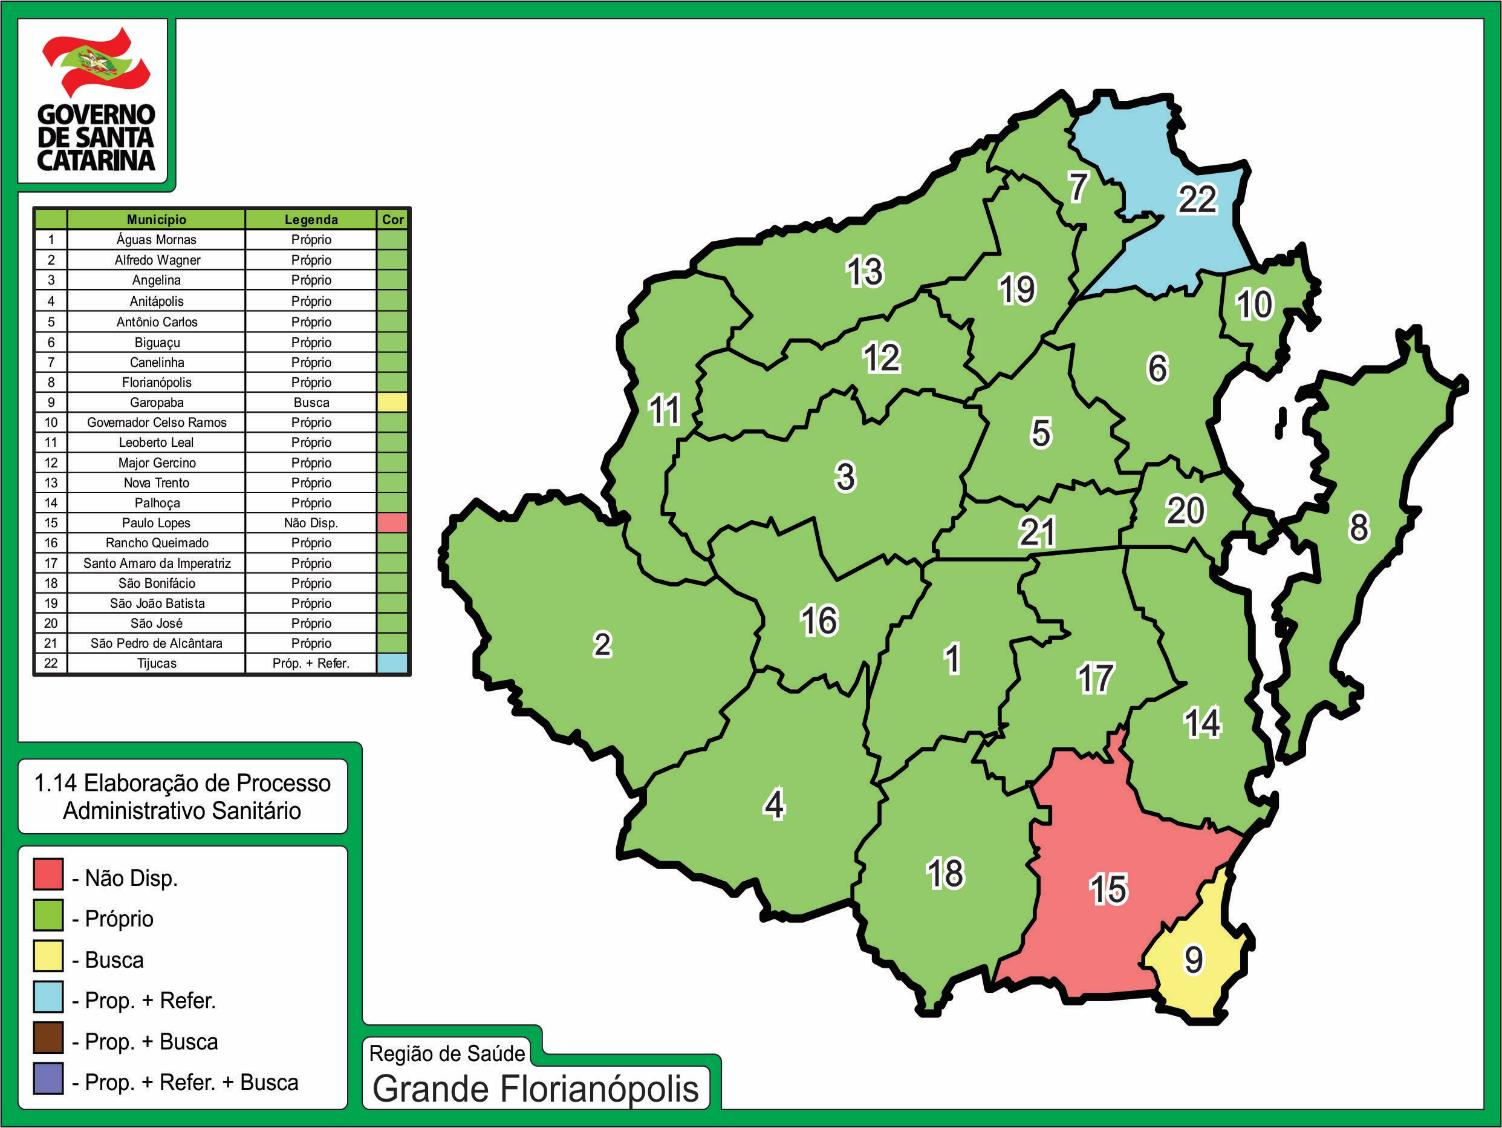 GOVERNO
DE SANTA
CATARINA
Município Legenda Cor
1 Águas Mornas Próprio
2 Alfredo Wagner Próprio
3 Angelina Próprio
4 Anitápolis Próprio
5 Antônio Carlos Próprio
6 Biguaçu Próprio
7 Canelinha Próprio
8 Florianópolis Próprio
9 Garopaba Busca
10 Governador Celso Ramos Próprio
11 Leoberto Leal Próprio
12 Major Gercino Próprio
13 Nova Trento Próprio
14 Palhoça Próprio
15 Paulo Lopes Não Disp.
16 Rancho Queimado Próprio
17 Santo Amaro da Imperatriz Próprio
18 São Bonifácio Próprio
19 São João Batista Próprio
20 São José Próprio
21 São Pedro de Alcântara Próprio
22 Tijucas Próp. + Refer.
7
22
13
19
10
12
6
11
5
3
20
21
8
16
2
1
17
14
4
18
15
9
1.14 Elaboração de Processo
Administrativo Sanitário
- Não Disp.
- Próprio
- Busca
- Prop. + Refer.
- Prop. + Busca
- Prop. + Refer. + Busca
Região de Saúde
Grande Florianópolis